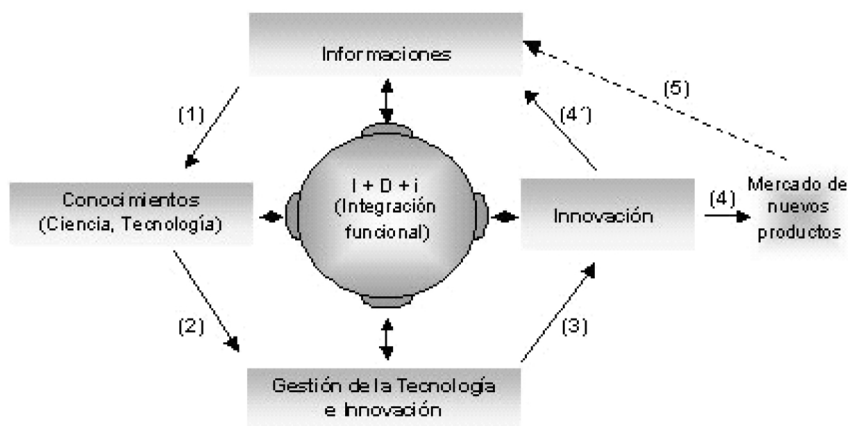 Informaciones
(1)
(4´)
(5)
Conocimientos
(Ciencia, Tecnología)
I + D + i
(Integración
funcional)
Innovación
(4)
Mercado de
nuevos
productos
(2)
(3)
Gestión de la Tecnología
e Innovación